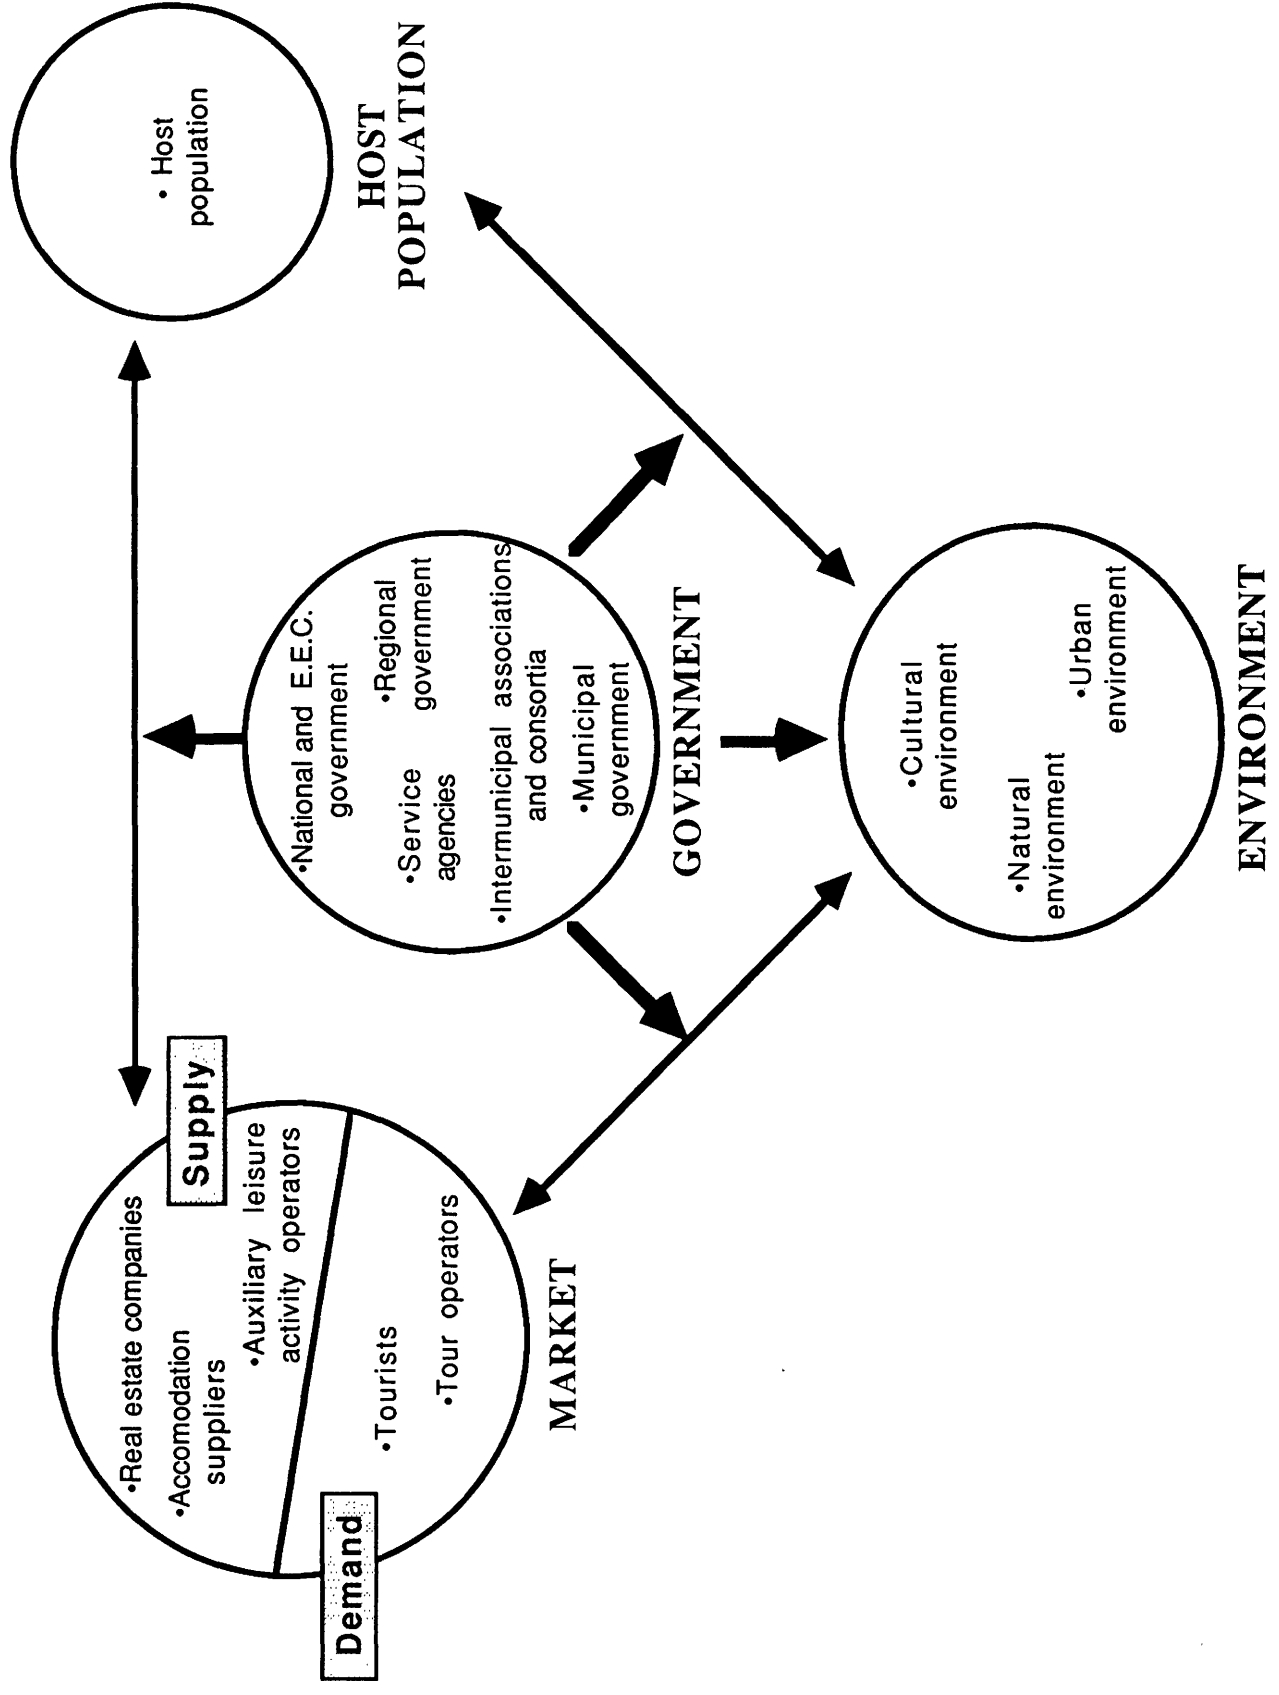 •Real estate companies
•Accomodation
suppliers
Supply
•Auxiliary leisure
activity operators
Demand
•Tourists
•Tour operators
MARKET
•National and E.E.C.
government
•Regional
government
•Service
agencies
•Intermunicipal associations
and consortia
•Municipal
government
GOVERNMENT
• Host
population
HOST
POPULATION
•Cultural
environment
•Natural
environment
•Urban
environment
ENVIRONMENT